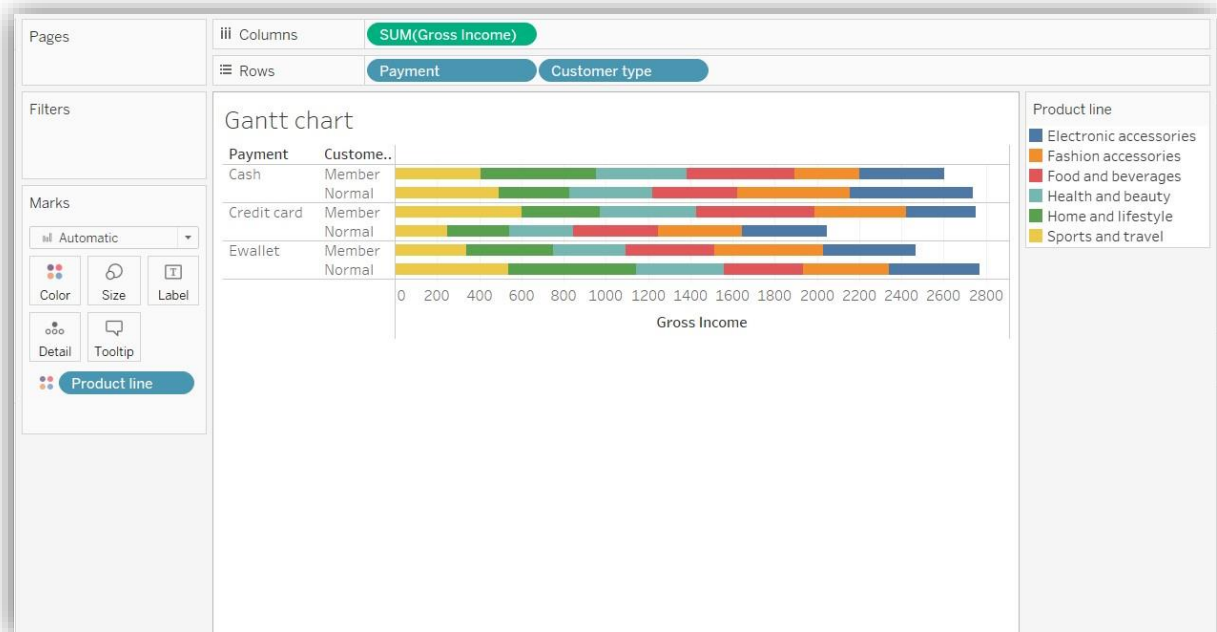 Pages
iii Columns
SUM(Gross Income)
Rows
Payment
Customer type
Filters
Marks
Automatic
Color
Size
Label
Detail
Tooltip
Product line
Gantt chart
Payment Custome..
Cash Member
Normal
Credit card Member
Normal
Ewallet Member
Normal
0 200 400 600 800 1000 1200 1400 1600 1800 2000 2200 2400 2600 2800
Gross Income
Product line
Electronic accessories
Fashion accessories
Food and beverages
Health and beauty
Home and lifestyle
Sports and travel